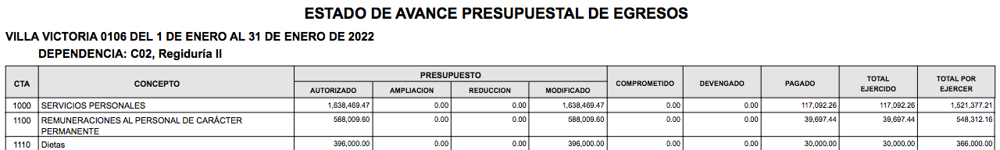 ESTADO DE AVANCE PRESUPUESTAL DE EGRESOS
VILLA VICTORIA 0106 DEL 1 DE ENERO AL 31 DE ENERO DE 2022
DEPENDENCIA: C02, Regiduría II
CTA CONCEPTO PRESUPUESTO COMPROMETIDO DEVENGADO PAGADO TOTAL EJERCIDO TOTAL POR EJERCER
AUTORIZADO AMPLIACION REDUCCION MODIFICADO
1000 SERVICIOS PERSONALES 1,638,469.47 0.00 0.00 1,638,469.47 0.00 0.00 117,092.26 117,092.26 1,521,377.21
1100 REMUNERACIONES AL PERSONAL DE CARÁCTER 588,009.60 0.00 0.00 588,009.60 0.00 0.00 39,697.44 39,697.44 548,312.16
PERMANENTE
1110 Dietas 396,000.00 0.00 0.00 396,000.00 0.00 0.00 30,000.00 30,000.00 366,000.00